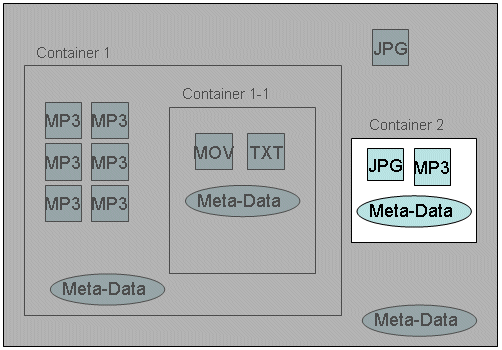 JPG
Container 1
Container 1-1
MP3 MP3
MP3 MP3
MP3 MP3
MOV TXT
Meta-Data
Meta-Data
Container 2
JPG MP3
Meta-Data
Meta-Data